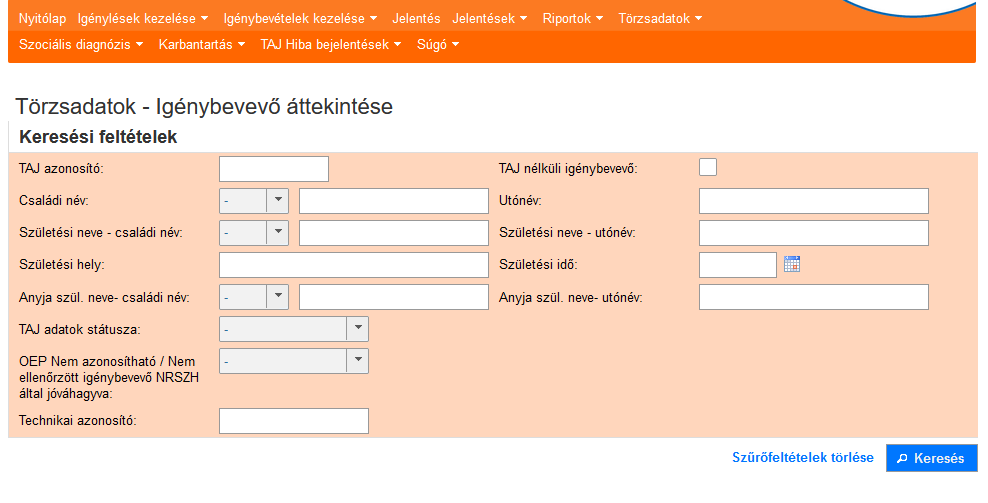 Nyitólap Igénylések kezelése Igénybevételek kezelése Jelentés Jelentések Riportok Törzsadatok
Szociális diagnózis Karbantartás TAJ Hiba bejelentések Súgó
Törzsadatok - Igénybevevő áttekintése
Keresési feltételek
TAJ azonosító: TAJ nélküli igénybevevő:
Családi név: - Utónév:
Születési neve - családi név: - Születési neve - utónév:
Születési hely: Születési idő:
Anyja szül. neve- családi név: - Anyja szül. neve- utónév:
TAJ adatok státusza: -
OEP Nem azonosítható / Nem -
ellenőrzött igénybevevő NRSZH
által jóváhagyva:
Technikai azonosító:
Szűrőfeltételek törlése Keresés